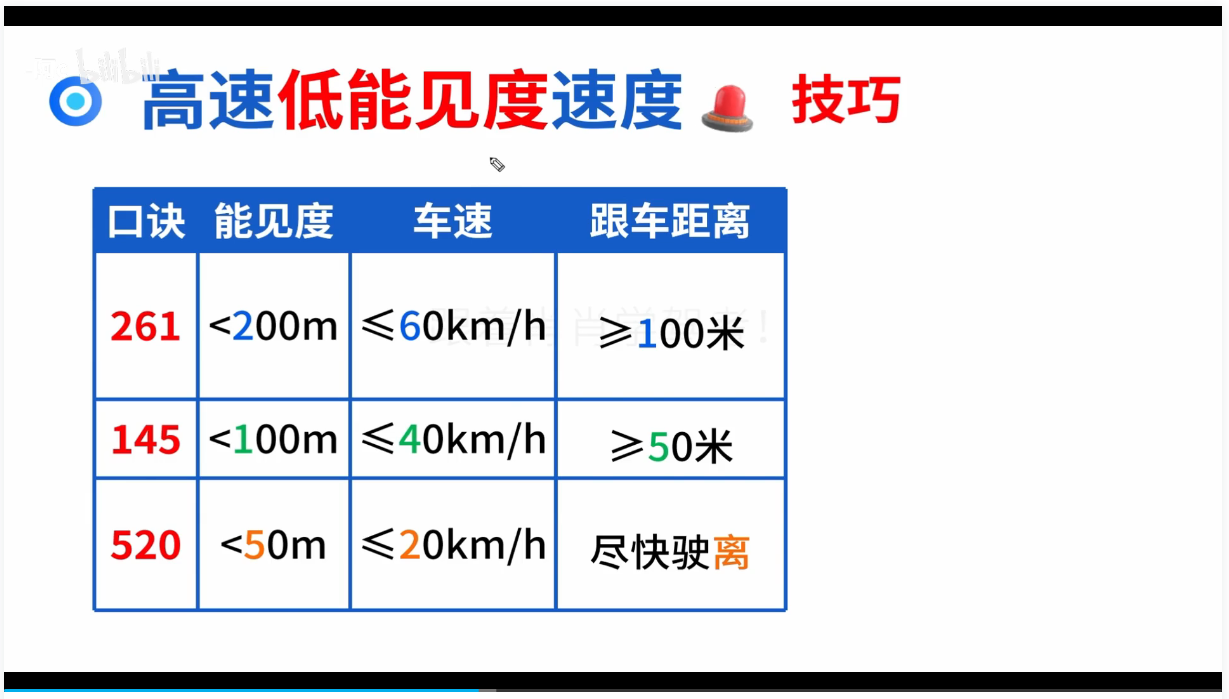 bilibili
高速低能见度速度 技巧
口诀 能见度 车速 跟车距离
261 <200m ≤60km/h ≥100米
145 <100m ≤40km/h ≥50米
520 <50m ≤20km/h 尽快驶离